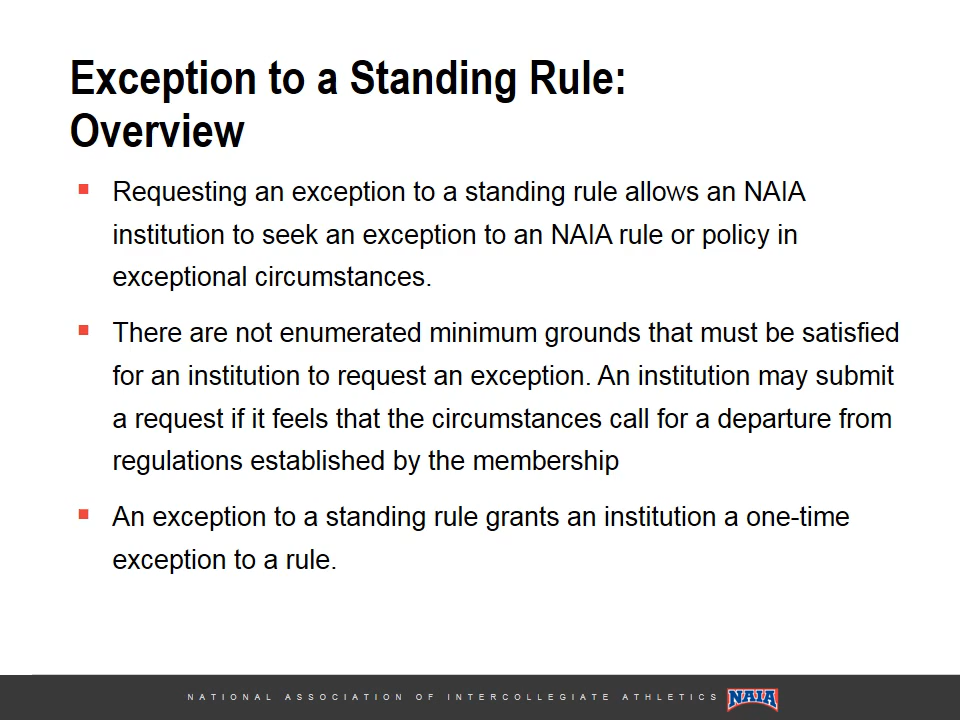 Exception to a Standing Rule:
Overview
Requesting an exception to a standing rule allows an NAIA
institution to seek an exception to an NAIA rule or policy in
exceptional circumstances.
There are not enumerated minimum grounds that must be satisfied
for an institution to request an exception. An institution may submit
a request if it feels that the circumstances call for a departure from
regulations established by the membership
An exception to a standing rule grants an institution a one-time
exception to a rule.
NATIONAL ASSOCIATION OF INTERCOLLEGIATE ATHLETICS NAIA